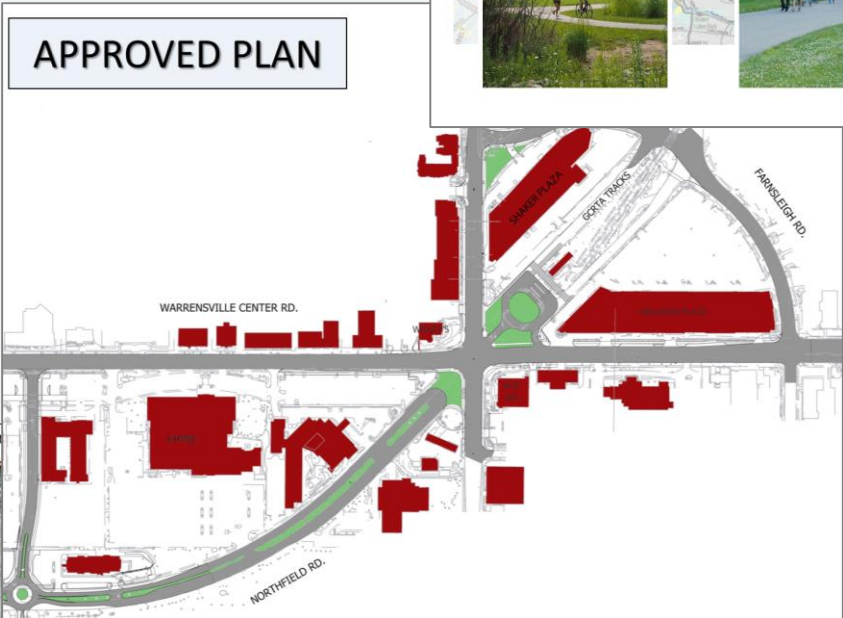 APPROVED PLAN
SHAKER PLAZA
GCRTA TRACKS
FARNSLEIGH RD.
WARRENSVILLE CENTER RD.
NORTHFIELD RD.